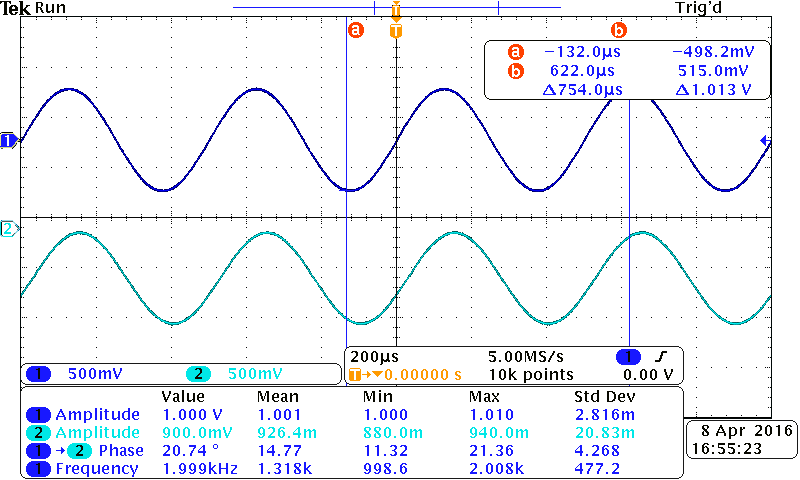 Tek Run Trig'd
T
a T b
a −132.0µs −498.2mV
b 622.0µs 515.0mV
Δ754.0µs Δ1.013 V
1
2
200µs 5.00MS/s 1
T→▼0.00000 s 10k points 0.00 V
1 500mV 2 500mV
Value Mean Min Max Std Dev
1 Amplitude 1.000 V 1.001 1.000 1.010 2.816m
2 Amplitude 900.0mV 926.4m 880.0m 940.0m 20.83m
1 → 2 Phase 20.74 ° 14.77 11.32 21.36 4.268
1 Frequency 1.999kHz 1.318k 998.6 2.008k 477.2
8 Apr 2016
16:55:23